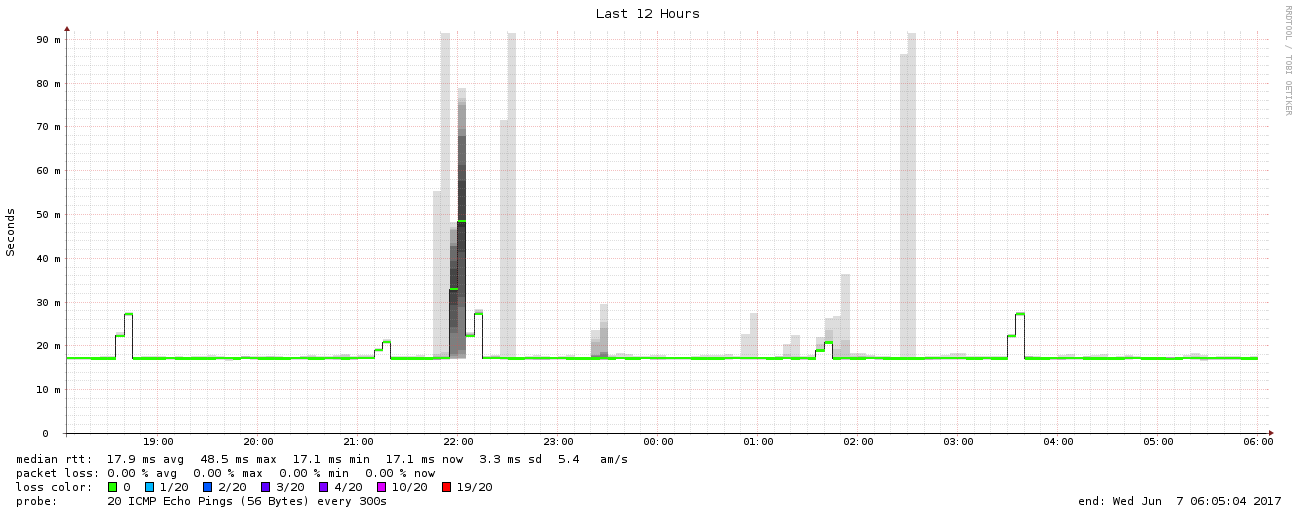 Last 12 Hours
RRDTOOL / TOBI OETIKER
Seconds
90 m
80 m
70 m
60 m
50 m
40 m
30 m
20 m
10 m
0
19:00 20:00 21:00 22:00 23:00 00:00 01:00 02:00 03:00 04:00 05:00 06:00
median rtt: 17.9 ms avg 48.5 ms max 17.1 ms min 17.1 ms now 3.3 ms sd 5.4 am/s
packet loss: 0.00 % avg 0.00 % max 0.00 % min 0.00 % now
loss color: 0 1/20 2/20 3/20 4/20 10/20 19/20
probe: 20 ICMP Echo Pings (56 Bytes) every 300s end: Wed Jun 7 06:05:04 2017